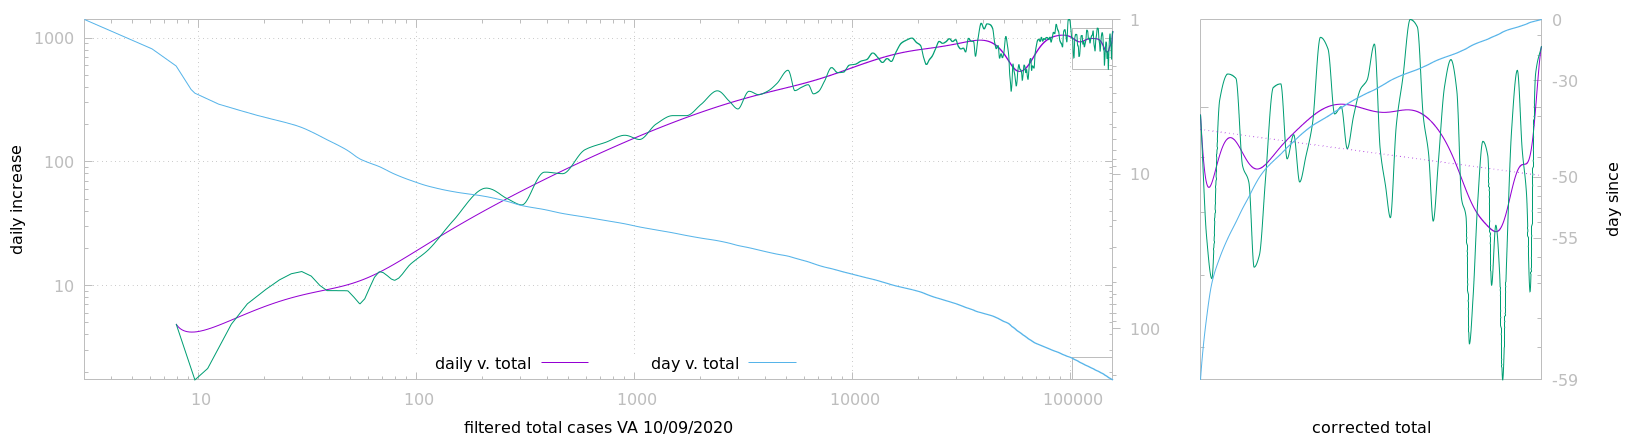 daily increase
1000
100
10
daily v. total
day v. total
10
100
1000
10000
100000
filtered total cases VA 10/09/2020
1
10
100
0
-30
-50
-55
-59
day since
corrected total